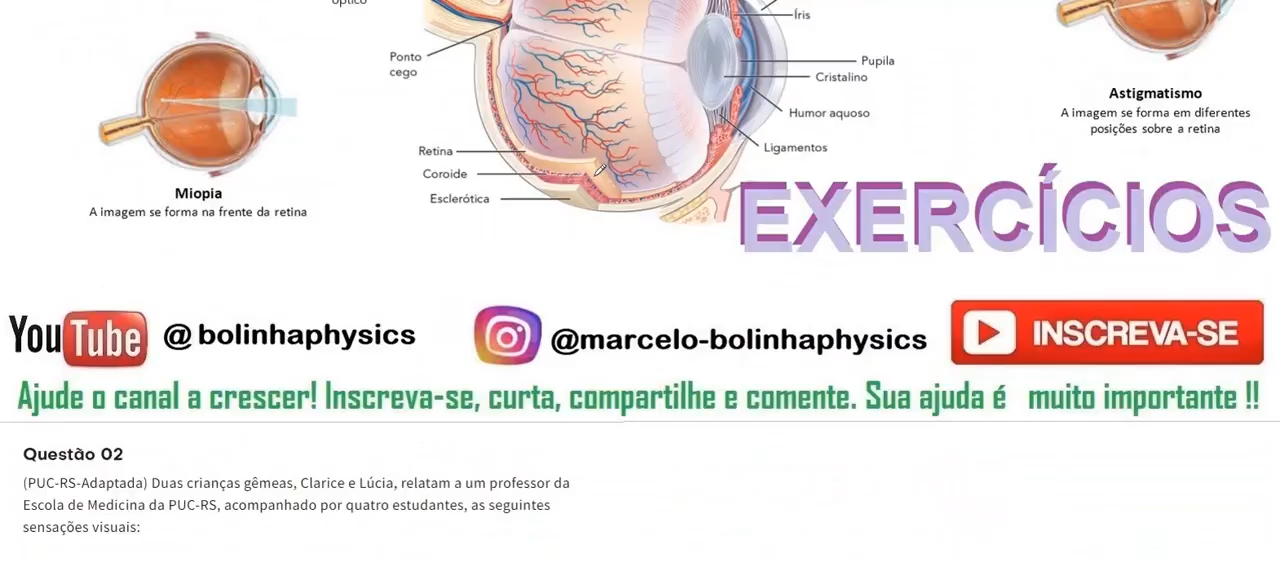 óptico
Ponto
cego
Íris
Pupila
Cristalino
Humor aquoso
Ligamentos
Retina
Coroide
Esclerótica
Miopia
A imagem se forma na frente da retina
Astigmatismo
A imagem se forma em diferentes
posições sobre a retina
EXERCÍCIOS
YouTube @bolinhaphysics @marcelo-bolinhaphysics INSCREVA-SE
Ajude o canal a crescer! Inscreva-se, curta, compartilhe e comente. Sua ajuda é muito importante !!
Questão 02
(PUC-RS-Adaptada) Duas crianças gêmeas, Clarice e Lúcia, relatam a um professor da
Escola de Medicina da PUC-RS, acompanhado por quatro estudantes, as seguintes
sensações visuais: